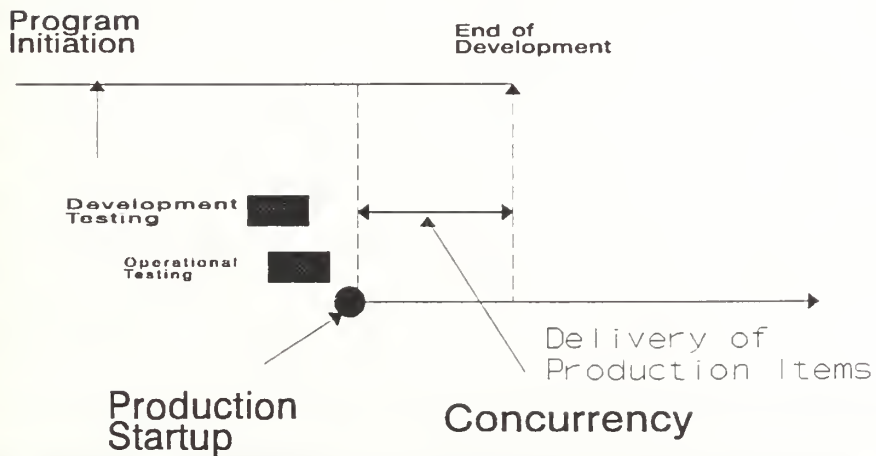 Program
Initiation
End of
Development
Development
Testing
Operational
Testing
Delivery of
Production Items
Production
Startup
Concurrency